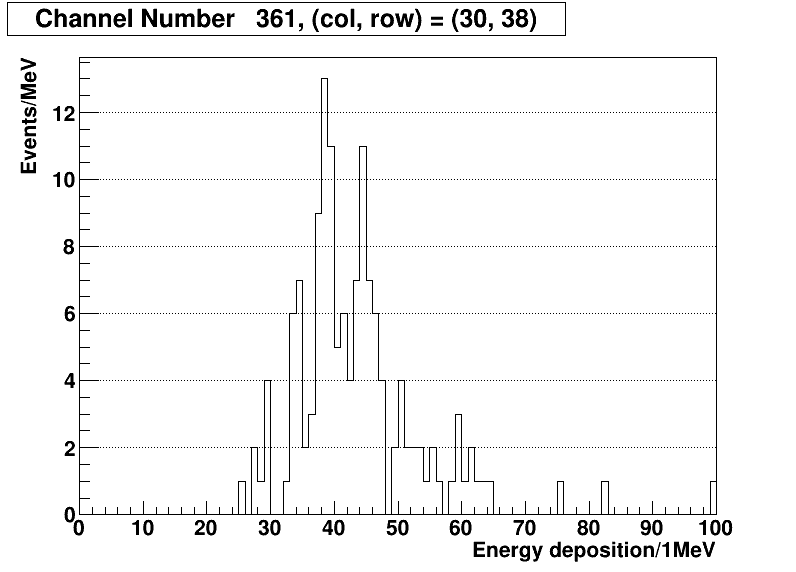 Channel Number 361, (col, row) = (30, 38)
Events/MeV
12
10
8
6
4
2
0
0 10 20 30 40 50 60 70 80 90 100
Energy deposition/1MeV